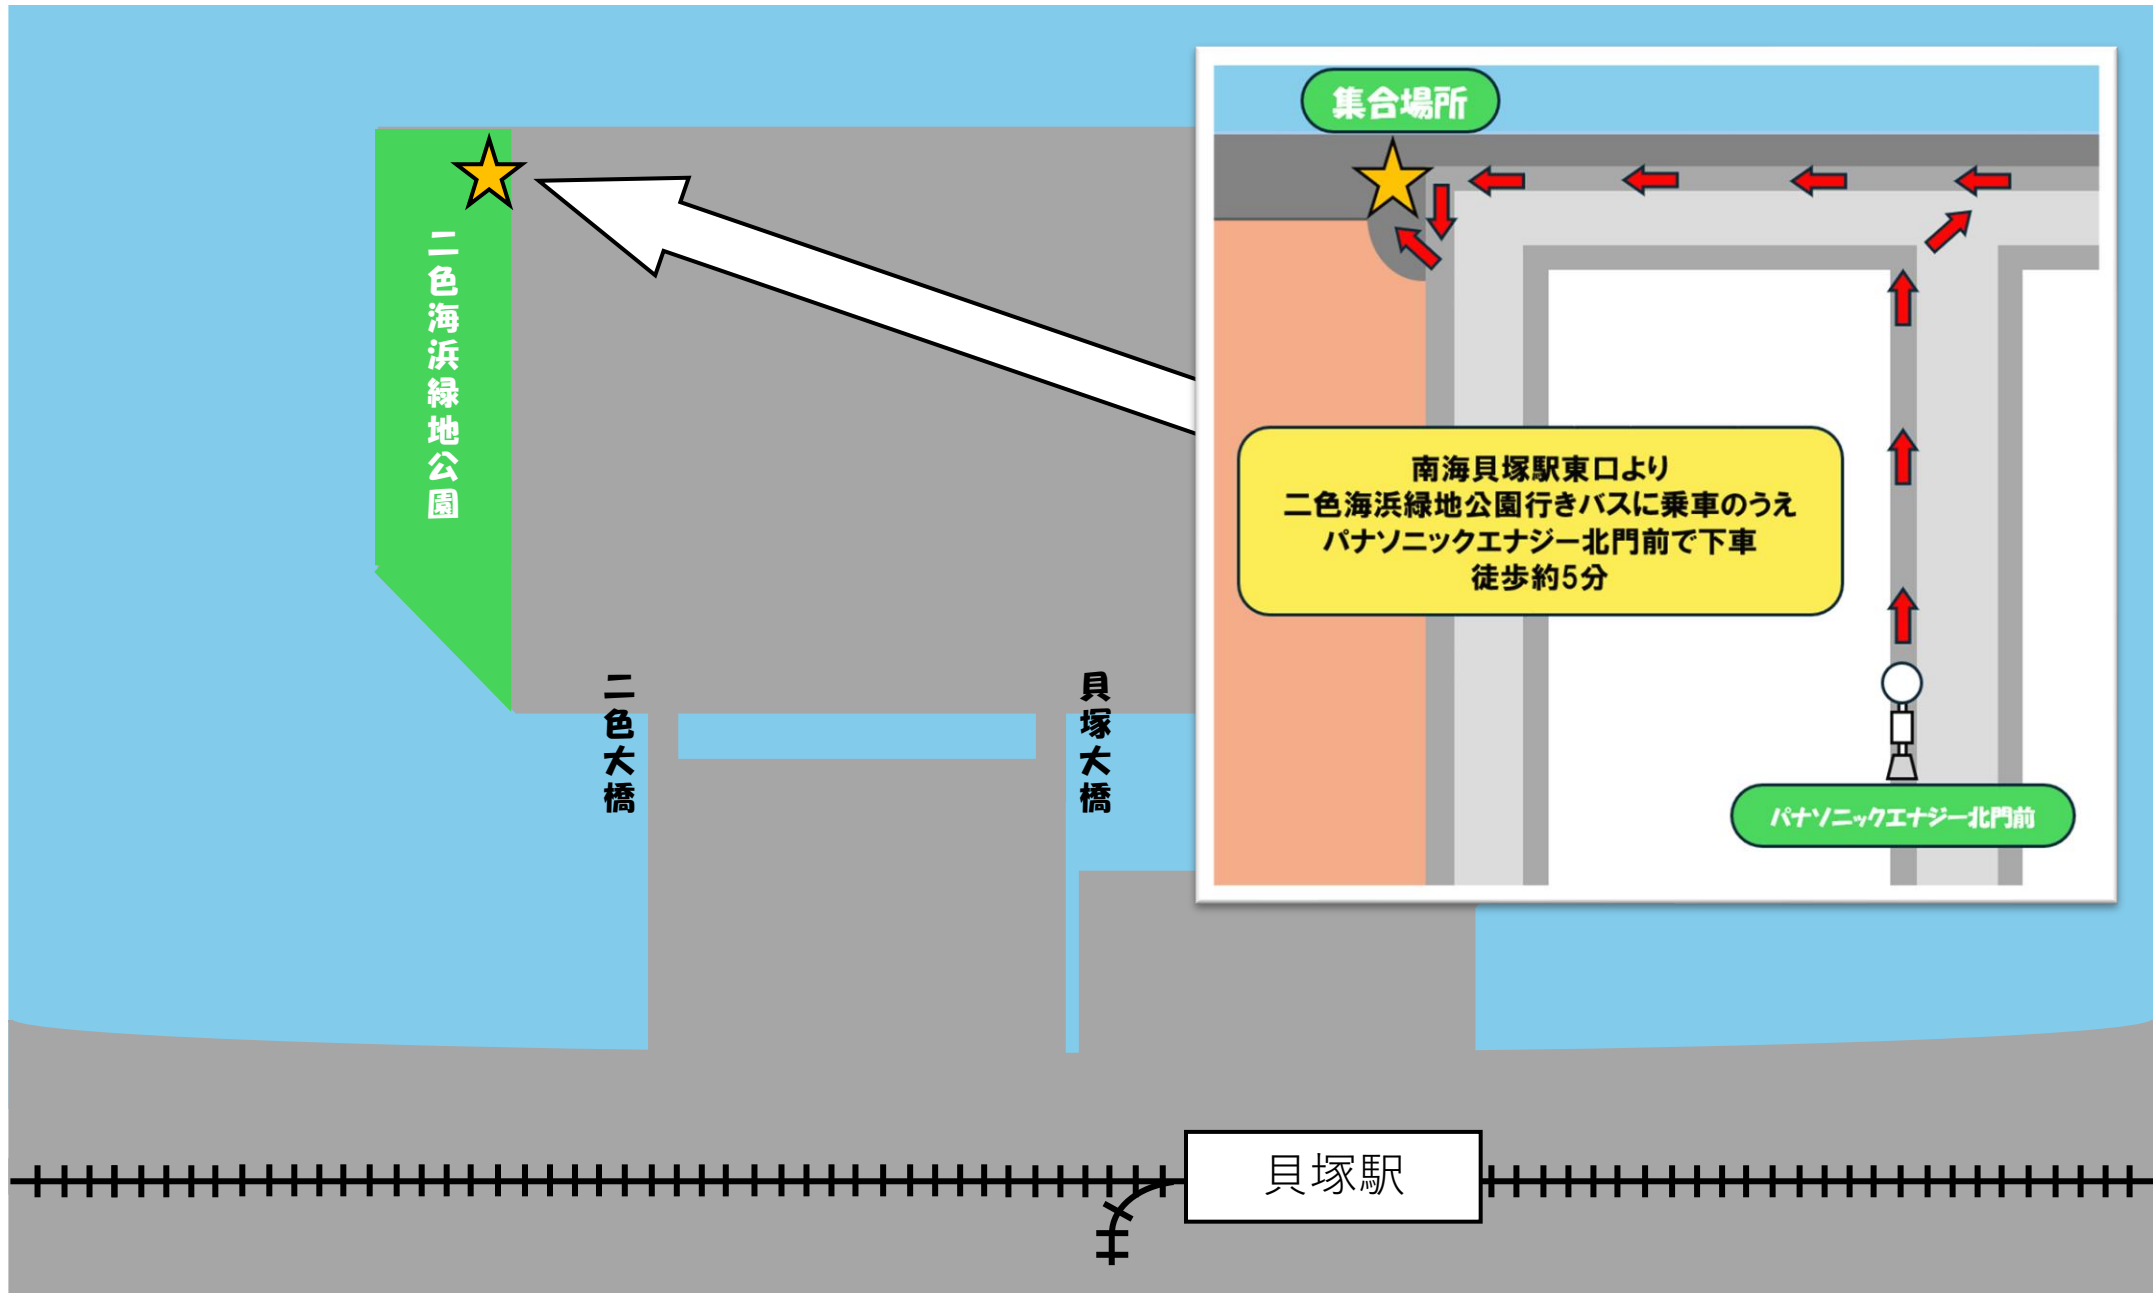 集合場所
二色海浜緑地公園
南海貝塚駅東口より
二色海浜緑地公園行きバスに乗車のうえ
パナソニックエナジー北門前で下車
徒歩約5分
二色大橋
貝塚大橋
パナソニックエナジー北門前
貝塚駅